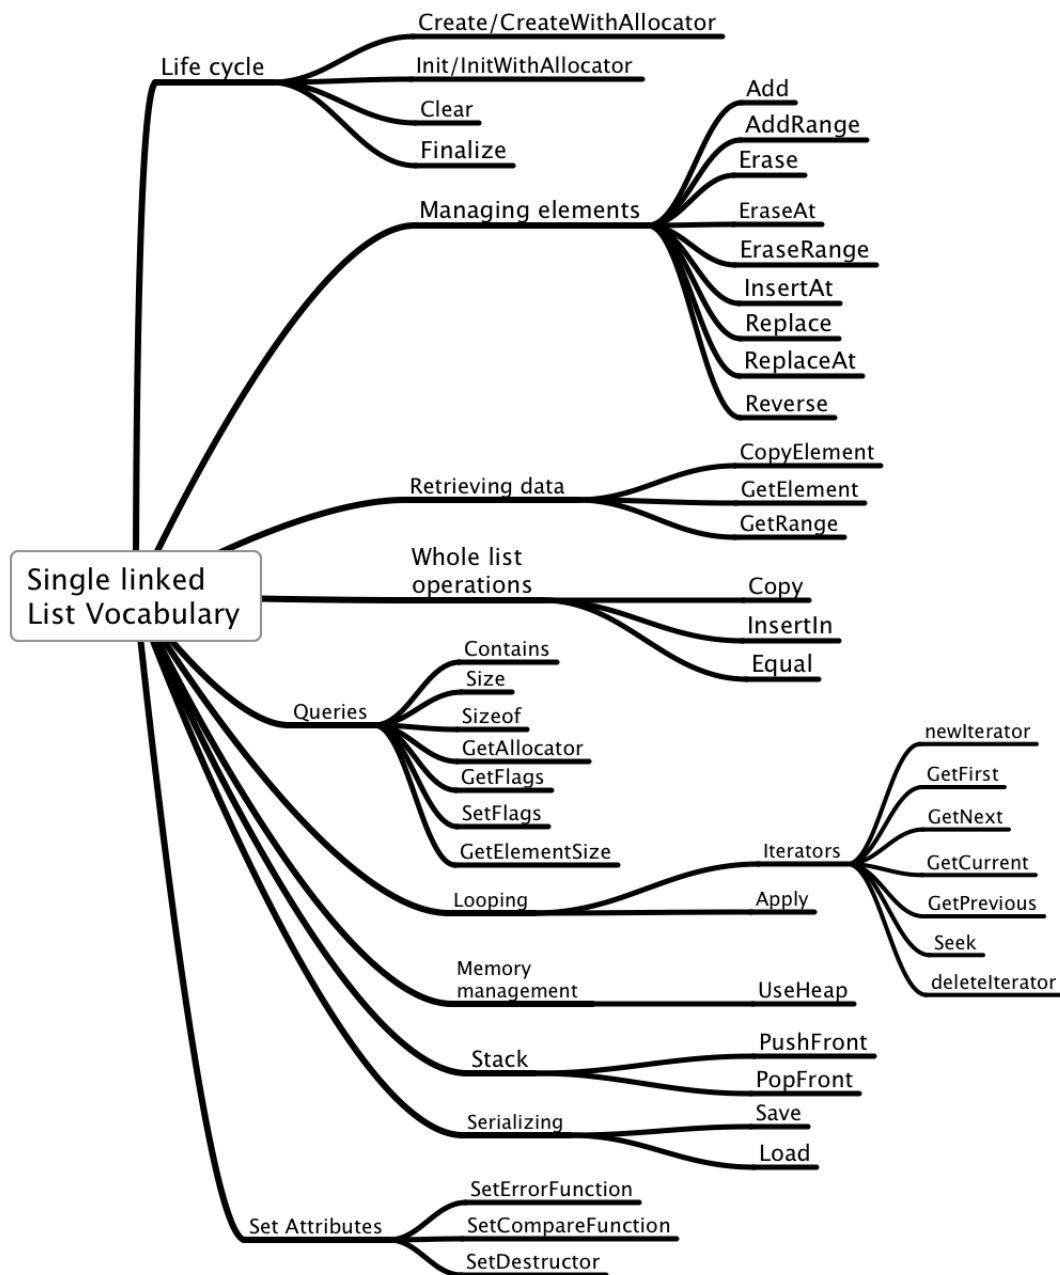 Create/CreateWithAllocator
Life cycle
Init/InitWithAllocator
Clear
Finalize
Managing elements
Add
AddRange
Erase
EraseAt
EraseRange
InsertAt
Replace
ReplaceAt
Reverse
Retrieving data
CopyElement
GetElement
GetRange
Single linked
List Vocabulary
Whole list
operations
Copy
InsertIn
Equal
Queries
Contains
Size
Sizeof
GetAllocator
GetFlags
SetFlags
GetElementSize
Looping
Iterators
newIterator
GetFirst
GetNext
GetCurrent
GetPrevious
Seek
deleteIterator
Apply
Memory
management
UseHeap
Stack
PushFront
PopFront
Serializing
Save
Load
Set Attributes
SetErrorFunction
SetCompareFunction
SetDestructor